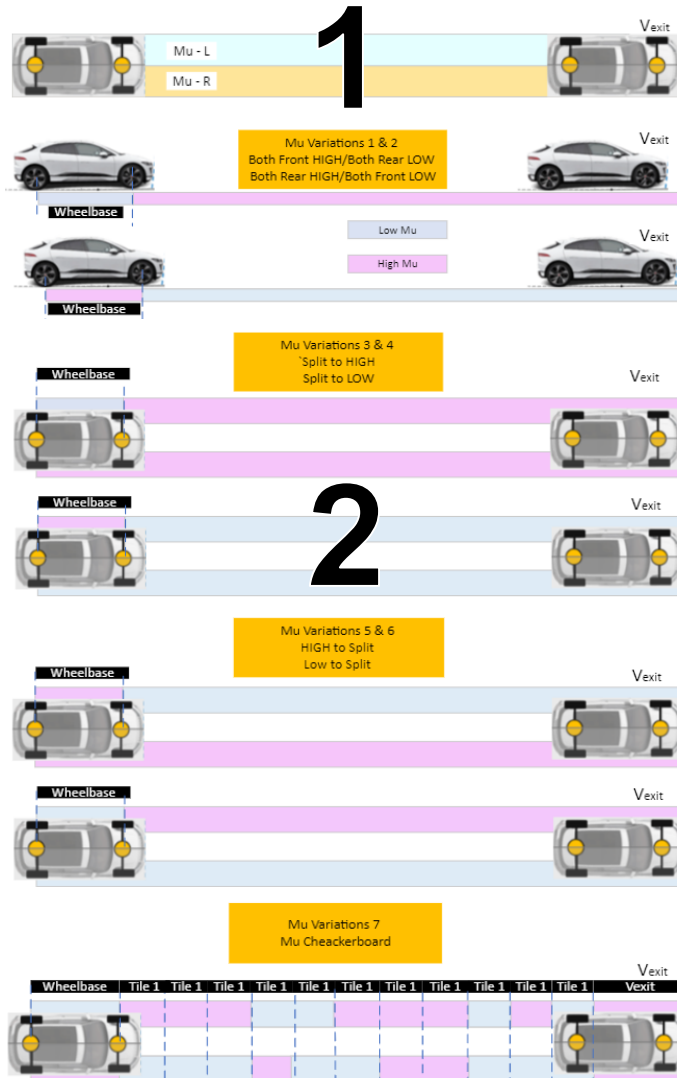 1
Vexit
Mu - L
Mu - R
Mu Variations 1 & 2
Both Front HIGH/Both Rear LOW
Both Rear HIGH/Both Front LOW
Vexit
Wheelbase
Low Mu
Vexit
High Mu
Wheelbase
Mu Variations 3 & 4
`Split to HIGH
Split to LOW
Wheelbase
Vexit
2
Wheelbase
Vexit
Mu Variations 5 & 6
HIGH to Split
Low to Split
Wheelbase
Vexit
Wheelbase
Vexit
Mu Variations 7
Mu Cheackerboard
Vexit
Wheelbase Tile 1 Tile 1 Tile 1 Tile 1 Tile 1 Tile 1 Tile 1 Tile 1 Tile 1 Tile 1 Tile 1 Vexit